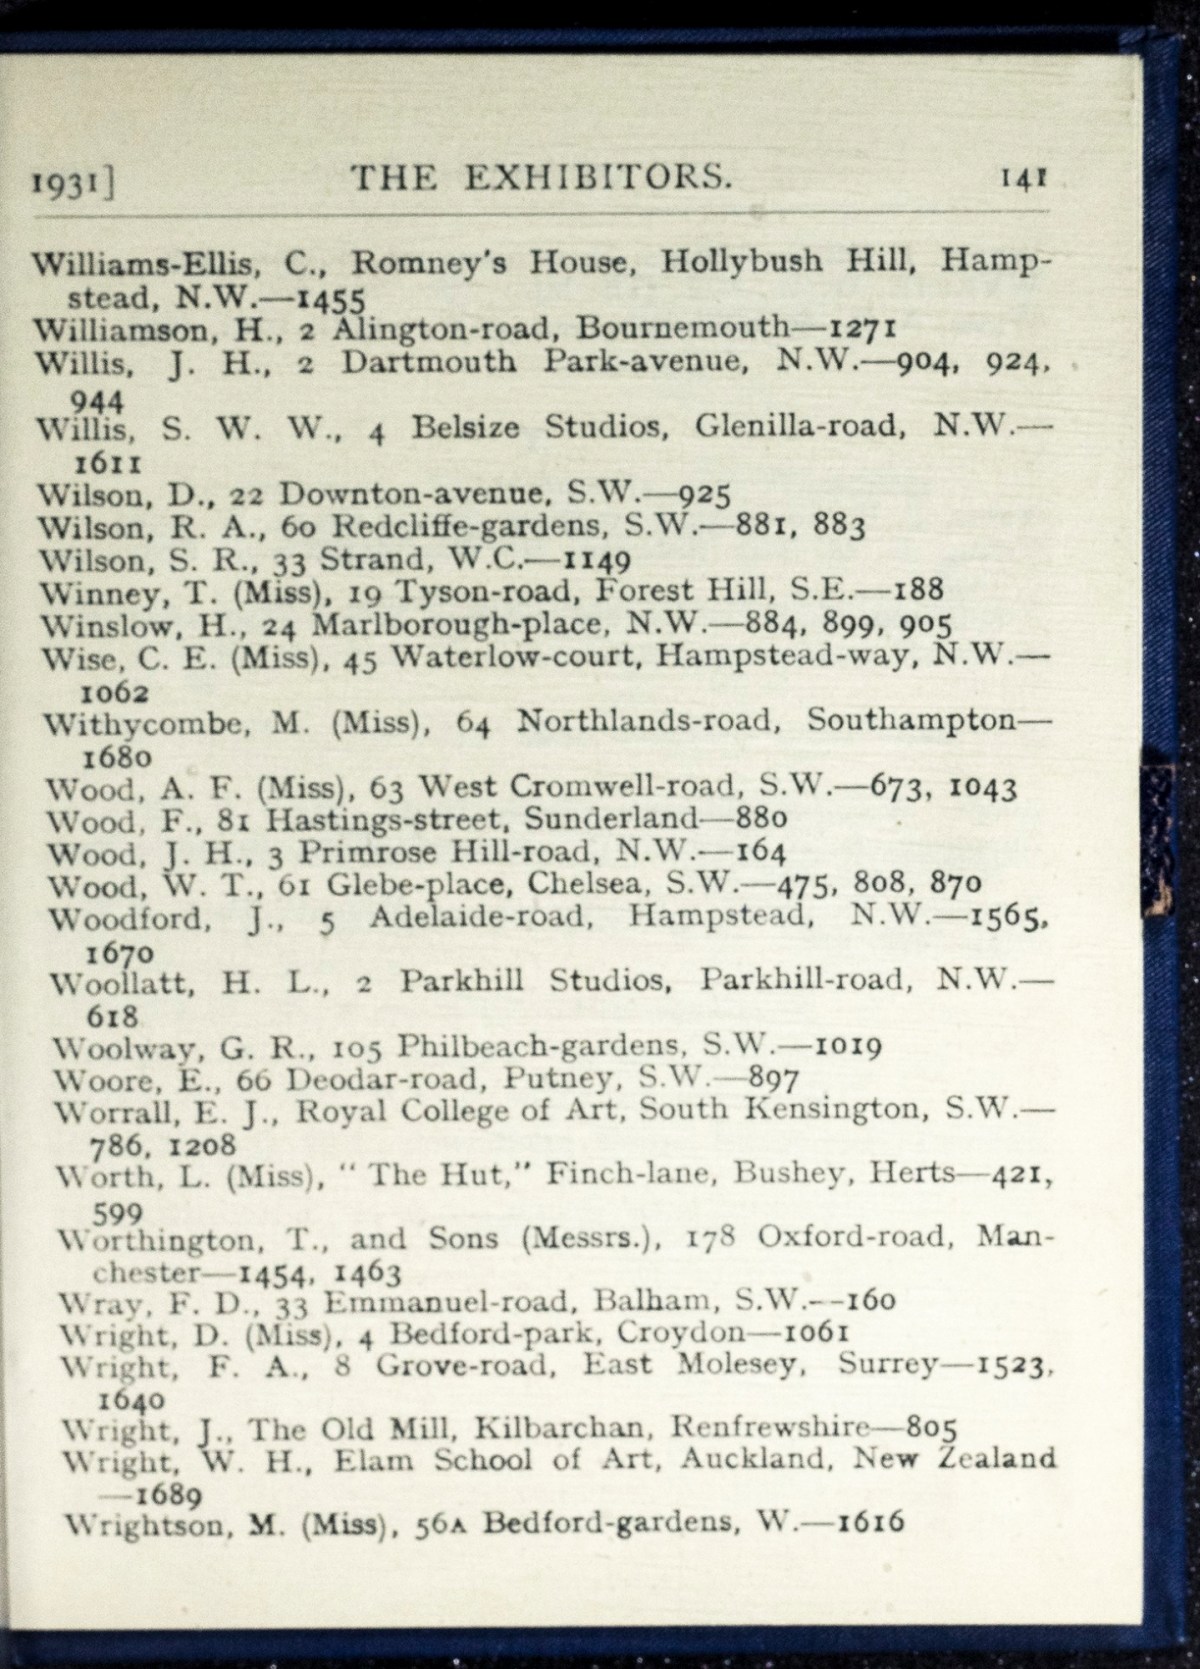 1931] THE EXHIBITORS. 141
Williams-Ellis, C., Romney's House, Hollybush Hill, Hamp-
stead, N.W.—1455
Williamson, H., 2 Alington-road, Bournemouth—1271
Willis, J. H., 2 Dartmouth Park-avenue, N.W.—904, 924,
944
Willis, S. W. W., 4 Belsize Studios, Glenilla-road, N.W.—
1611
Wilson, D., 22 Downton-avenue, S.W.—925
Wilson, R. A., 60 Redcliffe-gardens, S.W.—881, 883
Wilson, S. R., 33 Strand, W.C.—1149
Winney, T. (Miss), 19 Tyson-road, Forest Hill, S.E.—188
Winslow, H., 24 Marlborough-place, N.W.—884, 899, 905
Wise, C. E. (Miss), 45 Waterlow-court, Hampstead-way, N.W.—
1062
Withycombe, M. (Miss), 64 Northlands-road, Southampton—
1680
Wood, A. F. (Miss), 63 West Cromwell-road, S.W.—673, 1043
Wood, F., 81 Hastings-street, Sunderland—880
Wood, J. H., 3 Primrose Hill-road, N.W.—164
Wood, W. T., 61 Glebe-place, Chelsea, S.W.—475, 808, 870
Woodford, J., 5 Adelaide-road, Hampstead, N.W.—1565,
1670
Woollatt, H. L., 2 Parkhill Studios, Parkhill-road, N.W.—
618
Woolway, G. R., 105 Philbeach-gardens, S.W.—1019
Woore, E., 66 Deodar-road, Putney, S.W.—897
Worrall, E. J., Royal College of Art, South Kensington, S.W.—
786, 1208
Worth, L. (Miss), “ The Hut,” Finch-lane, Bushey, Herts—421,
599
Worthington, T., and Sons (Messrs.), 178 Oxford-road, Man-
chester—1454, 1463
Wray, F. D., 33 Emmanuel-road, Balham, S.W.—160
Wright, D. (Miss), 4 Bedford-park, Croydon—1061
Wright, F. A., 8 Grove-road, East Molesey, Surrey—1523,
1640
Wright, J., The Old Mill, Kilbarchan, Renfrewshire—805
Wright, W. H., Elam School of Art, Auckland, New Zealand
—1689
Wrightson, M. (Miss), 56A Bedford-gardens, W.—1616